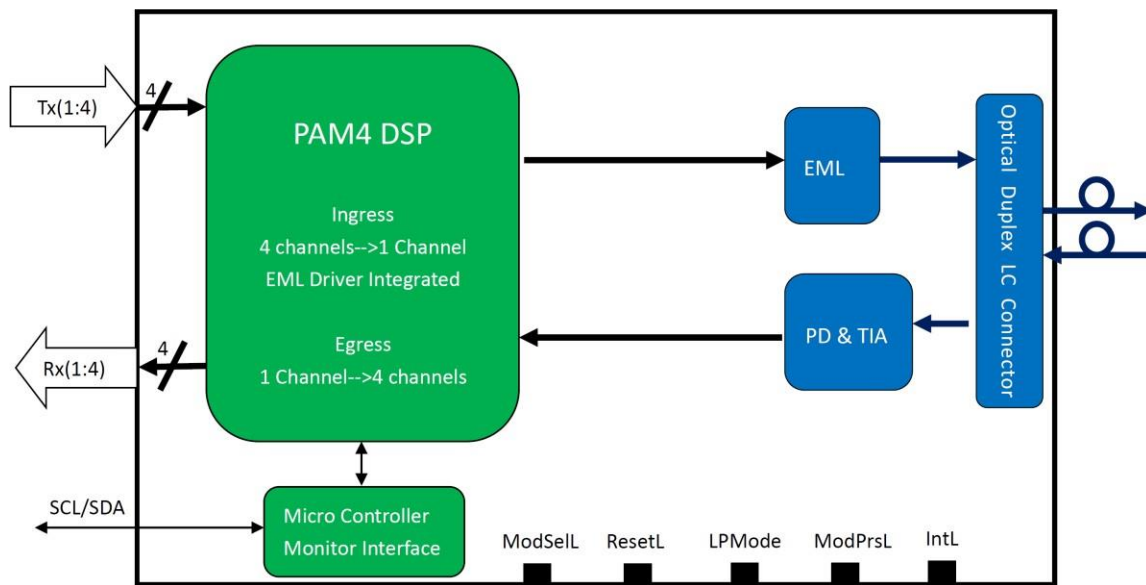 Tx(1:4)
4
PAM4 DSP
Ingress
4 channels-->1 Channel
EML Driver Integrated
Egress
1 Channel-->4 channels
EML
PD & TIA
Optical Duplex LC Connector
4
Rx(1:4)
SCL/SDA
Micro Controller
Monitor Interface
ModSelL
ResetL
LPMode
ModPrsL
IntL